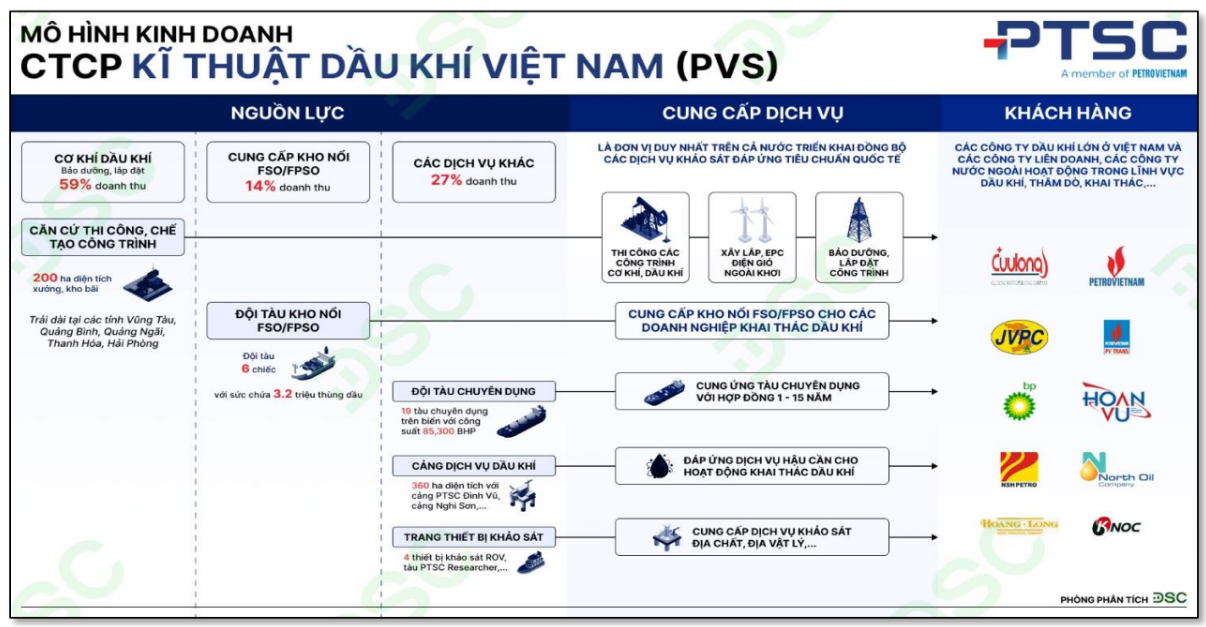 MÔ HÌNH KINH DOANH
CTCP KĨ THUẬT DẦU KHÍ VIỆT NAM (PVS)
PTSC
A member of PETROVIETNAM
NGUỒN LỰC
CUNG CẤP DỊCH VỤ
KHÁCH HÀNG
CƠ KHÍ DẦU KHÍ
Bảo dưỡng, lắp đặt
59% doanh thu
CUNG CẤP KHO NỔI
FSO/FPSO
14% doanh thu
CÁC DỊCH VỤ KHÁC
27% doanh thu
LÀ ĐƠN VỊ DUY NHẤT TRÊN CẢ NƯỚC TRIỂN KHAI ĐỒNG BỘ
CÁC DỊCH VỤ KHẢO SÁT ĐÁP ỨNG TIÊU CHUẨN QUỐC TẾ
CÁC CÔNG TY DẦU KHÍ LỚN Ở VIỆT NAM VÀ
CÁC CÔNG TY LIÊN DOANH, CÁC CÔNG TY
NƯỚC NGOÀI HOẠT ĐỘNG TRONG LĨNH VỰC
DẦU KHÍ, THĂM DÒ, KHAI THÁC,...
CĂN CỨ THI CÔNG, CHẾ
TẠO CÔNG TRÌNH
200 ha diện tích
xưởng, kho bãi
Trải dài tại các tỉnh Vũng Tàu,
Quảng Bình, Quảng Ngãi,
Thanh Hóa, Hải Phòng
THI CÔNG CÁC
CÔNG TRÌNH
CƠ KHÍ, DẦU KHÍ
XÂY LẮP, EPC
ĐIỆN GIÓ
NGOÀI KHƠI
BẢO DƯỠNG,
LẮP ĐẶT
CÔNG TRÌNH
ĐỘI TÀU KHO NỔI
FSO/FPSO
Đội tàu
6 chiếc
với sức chứa 3.2 triệu thùng dầu
CUNG CẤP KHO NỔI FSO/FPSO CHO CÁC
DOANH NGHIỆP KHAI THÁC DẦU KHÍ
ĐỘI TÀU CHUYÊN DỤNG
19 tàu chuyên dụng
trên biển với công
suất 85,300 BHP
CUNG ỨNG TÀU CHUYÊN DỤNG
VỚI HỢP ĐỒNG 1 - 15 NĂM
CẢNG DỊCH VỤ DẦU KHÍ
360 ha diện tích với
cảng PTSC Đình Vũ,
cảng Nghi Sơn,...
ĐÁP ỨNG DỊCH VỤ HẬU CẦN CHO
HOẠT ĐỘNG KHAI THÁC DẦU KHÍ
TRANG THIẾT BỊ KHẢO SÁT
4 thiết bị khảo sát ROV,
tàu PTSC Researcher,...
CUNG CẤP DỊCH VỤ KHẢO SÁT
ĐỊA CHẤT, ĐỊA VẬT LÝ,...
Cuulong
PETROVIETNAM
JVPC
PETROVIETNAM
PV TRANS
bp
HOAN
VU
NSH PETRO
North Oil
Company
HOANG - LONG
KNOC
PHÒNG PHÂN TÍCH DSC